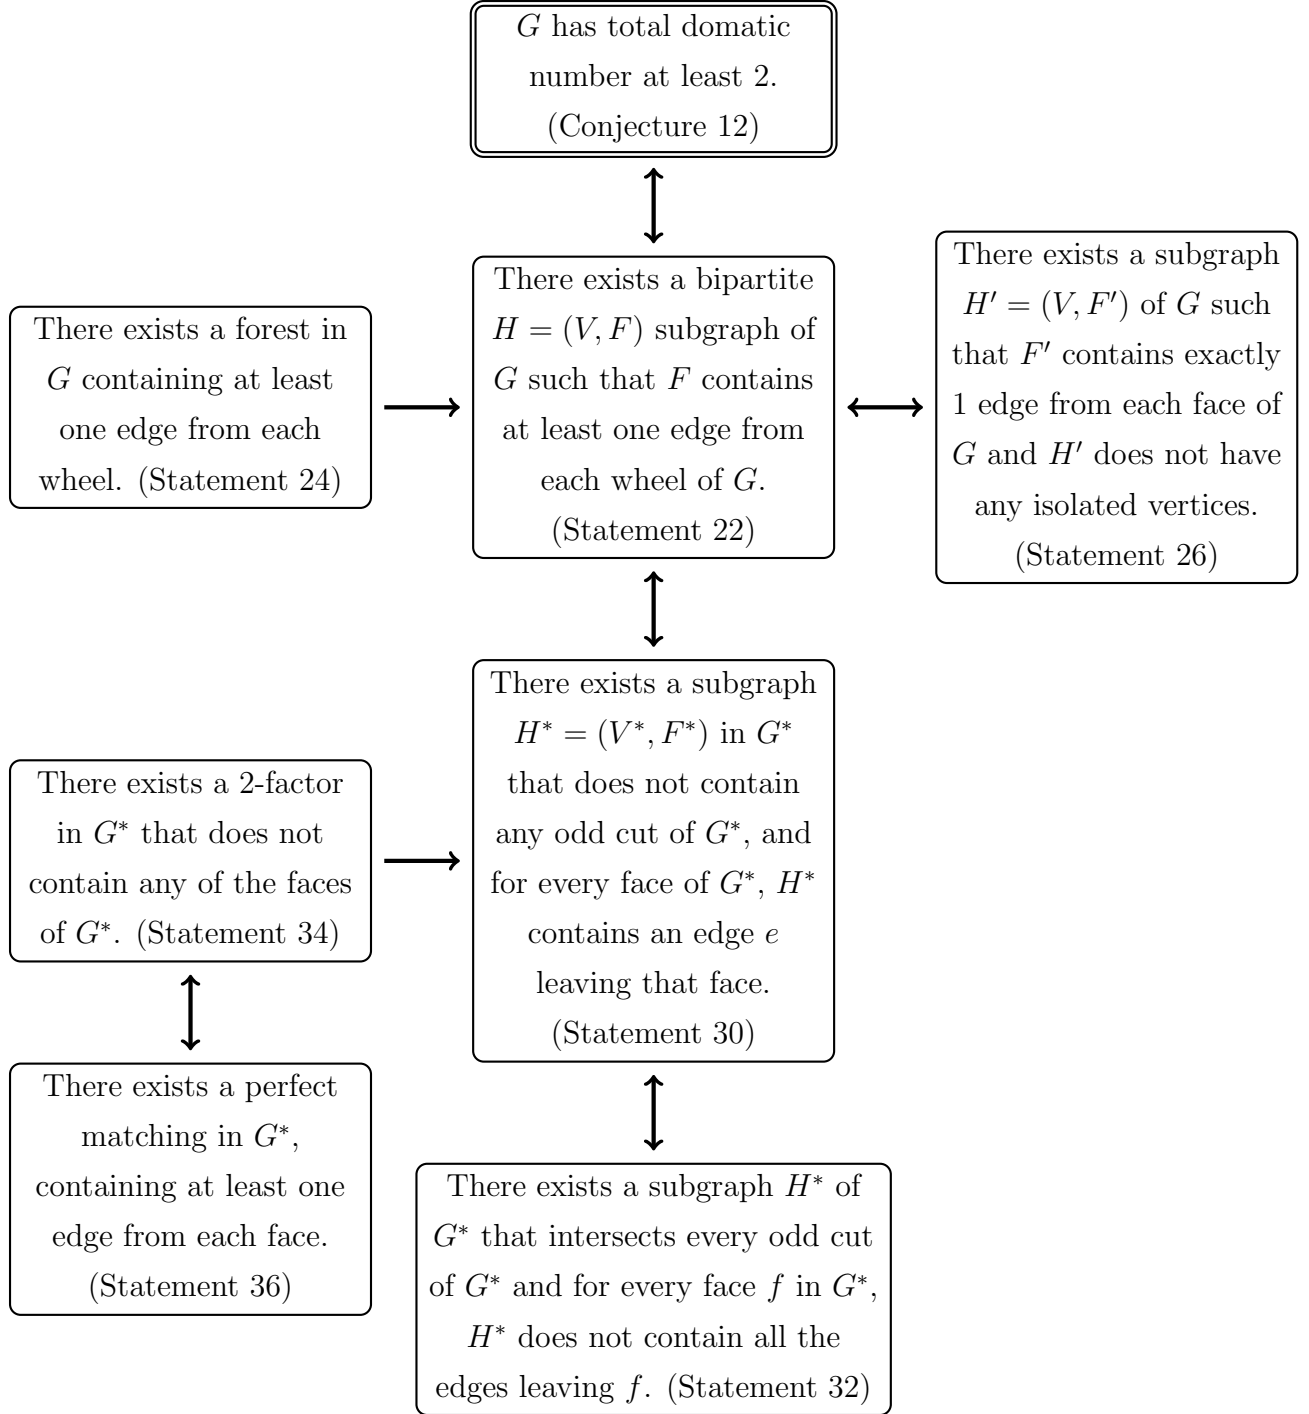 G has total domatic
number at least 2.
(Conjecture 12)
There exists a bipartite
H = (V, F) subgraph of
G such that F contains
at least one edge from
each wheel of G.
(Statement 22)
There exists a subgraph
H′ = (V, F′) of G such
that F′ contains exactly
1 edge from each face of
G and H′ does not have
any isolated vertices.
(Statement 26)
There exists a forest in
G containing at least
one edge from each
wheel. (Statement 24)
There exists a subgraph
H* = (V*, F*) in G*
that does not contain
any odd cut of G*, and
for every face of G*, H*
contains an edge e
leaving that face.
(Statement 30)
There exists a 2-factor
in G* that does not
contain any of the faces
of G*. (Statement 34)
There exists a perfect
matching in G*,
containing at least one
edge from each face.
(Statement 36)
There exists a subgraph H* of
G* that intersects every odd cut
of G* and for every face f in G*,
H* does not contain all the
edges leaving f. (Statement 32)